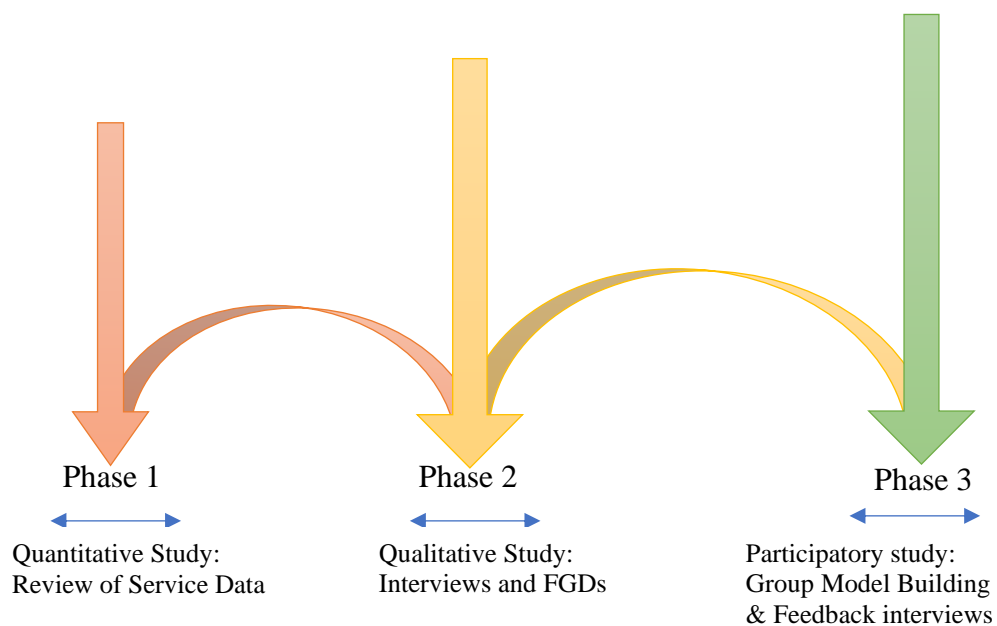 Phase 1
Phase 2
Phase 3
Quantitative Study:
Review of Service Data
Qualitative Study:
Interviews and FGDs
Participatory study:
Group Model Building
& Feedback interviews